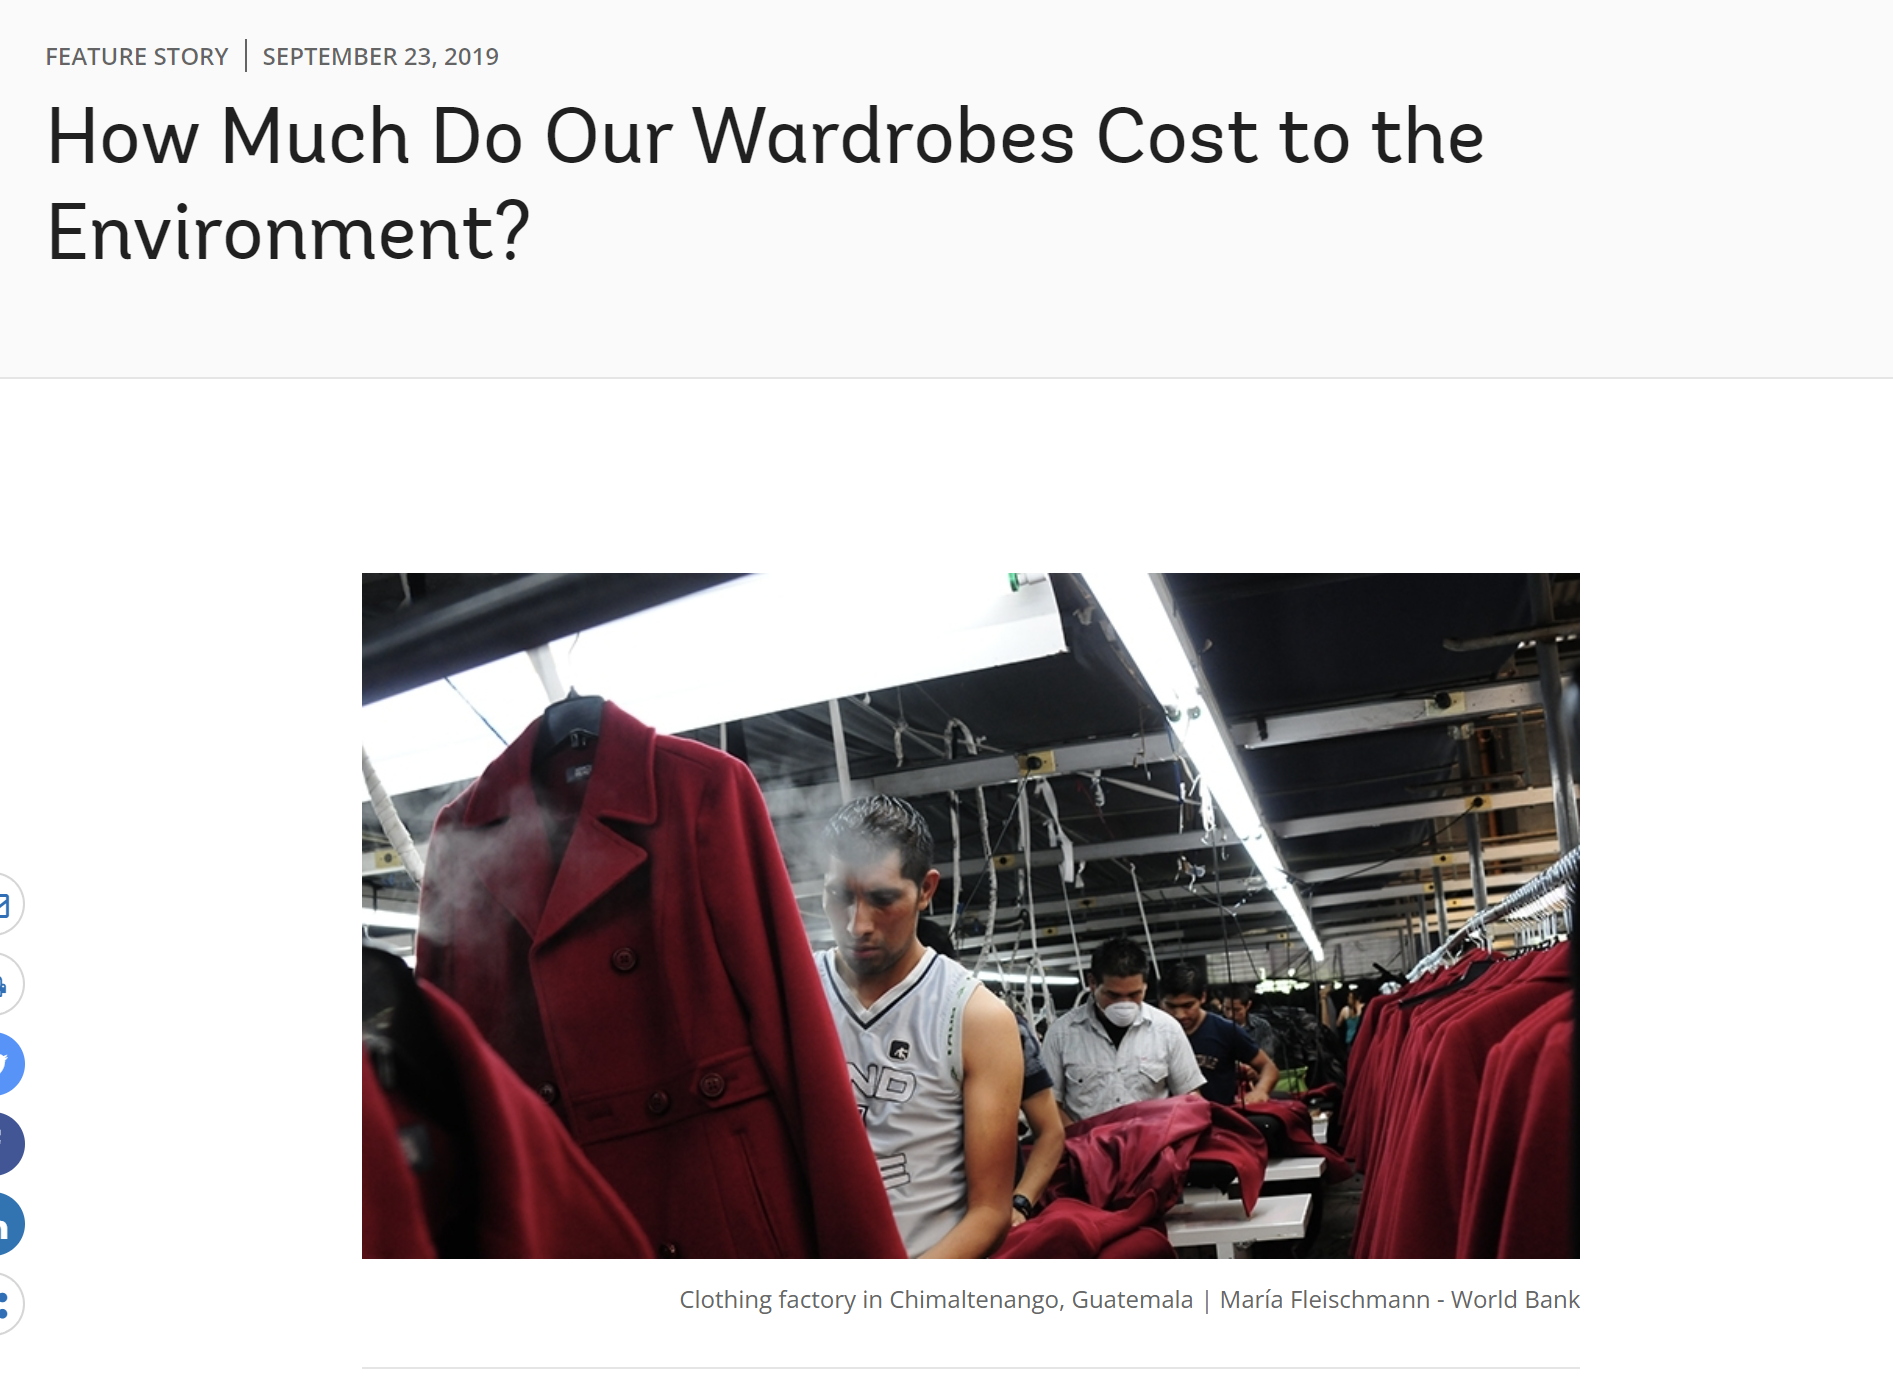 FEATURE STORY | SEPTEMBER 23, 2019
How Much Do Our Wardrobes Cost to the
Environment?
ND
E
Clothing factory in Chimaltenango, Guatemala | María Fleischmann - World Bank